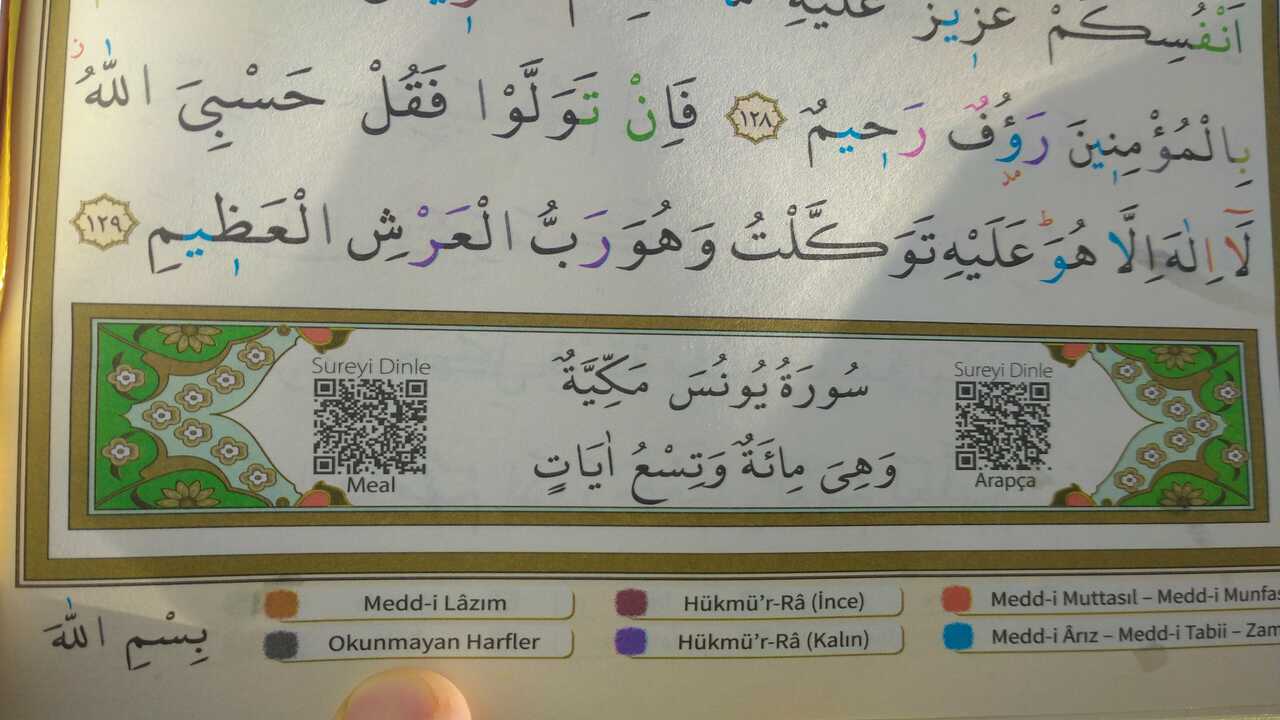 اَنْفُسِكُمْ عَزِيزٌ عَلَيْهِ
بِالْمُؤْمِنِينَ رَؤُفٌ رَحِيمٌ ١٢٨ فَاِنْ تَوَلَّوْا فَقُلْ حَسْبِىَ اللّٰهُ
لَٓا اِلٰهَ اِلَّا هُوَ عَلَيْهِ تَوَكَّلْتُ وَهُوَ رَبُّ الْعَرْشِ الْعَظِيمِ ١٢٩
سُورَةُ يُونُسَ مَكِّيَّةٌ
وَهِىَ مِائَةٌ وَتِسْعُ اٰيَاتٍ
Sureyi Dinle
Meal
Sureyi Dinle
Arapça
Medd-i Lâzım
Hükmü’r-Râ (İnce)
Medd-i Muttasıl – Medd-i Munfas
Okunmayan Harfler
Hükmü’r-Râ (Kalın)
Medd-i Ârız – Medd-i Tabii – Zam
بِسْمِ اللّٰهِ